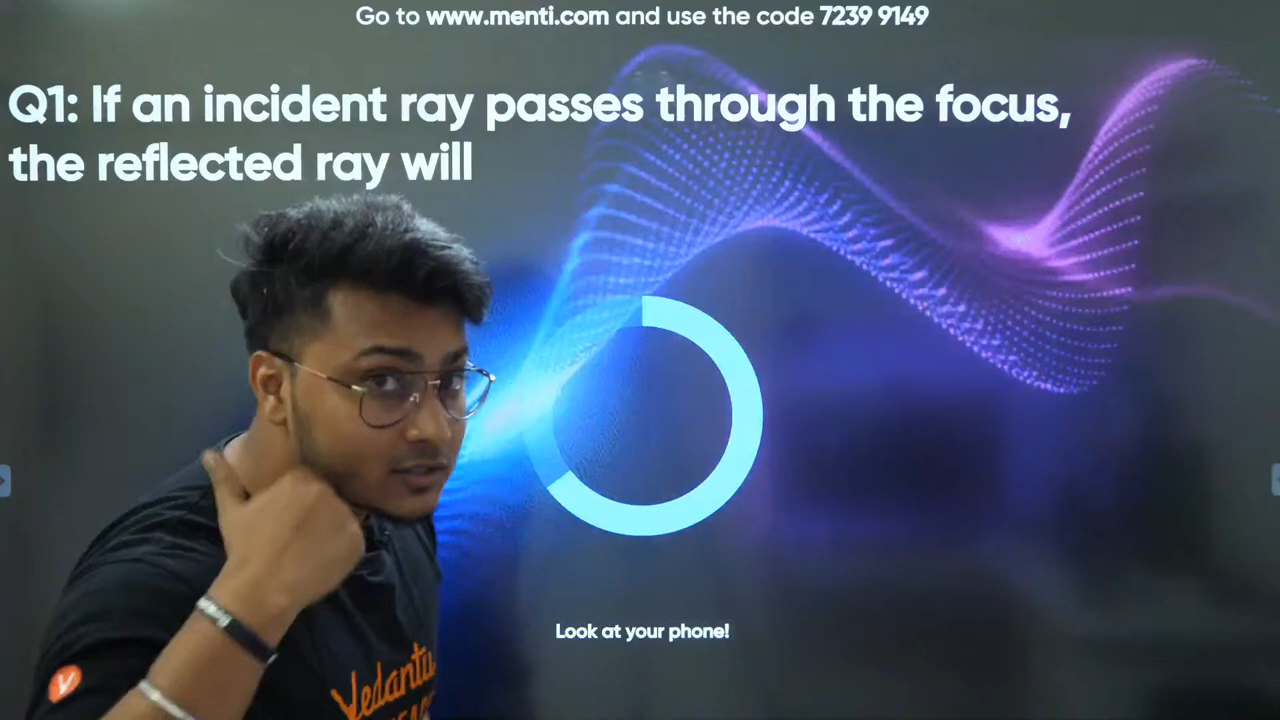 Go to www.menti.com and use the code 7239 9149
Q1: If an incident ray passes through the focus,
the reflected ray will
Look at your phone!
Vedantu